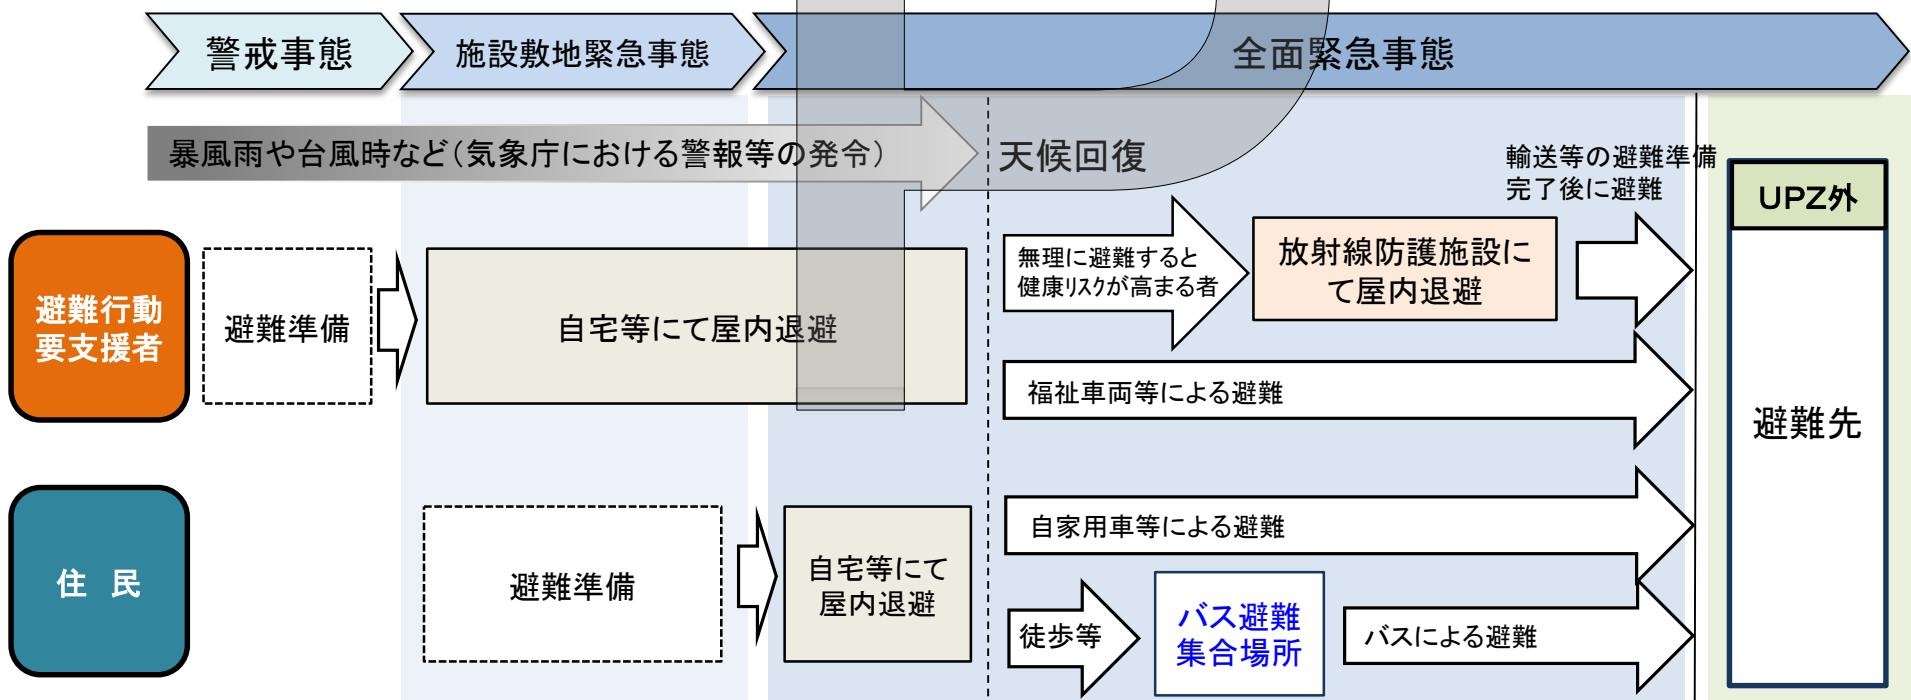 警戒事態
施設敷地緊急事態
全面緊急事態
暴風雨や台風時など（気象庁における警報等の発令）
天候回復
輸送等の避難準備
完了後に避難
UPZ外
避難行動
要支援者
避難準備
自宅等にて屋内退避
無理に避難すると
健康リスクが高まる者
放射線防護施設に
て屋内退避
福祉車両等による避難
避難先
住　民
避難準備
自宅等にて
屋内退避
自家用車等による避難
徒歩等
バス避難
集合場所
バスによる避難